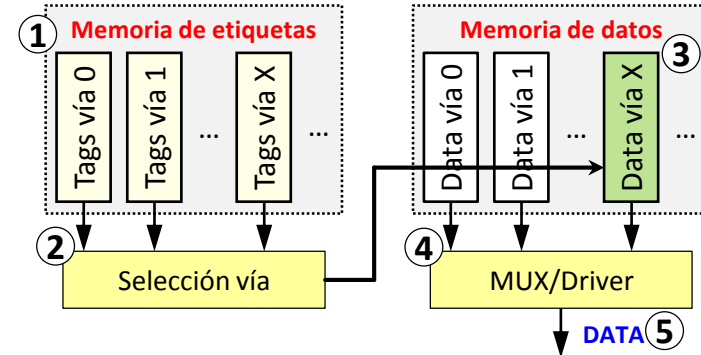 1
Memoria de etiquetas
Tags vía 0
Tags vía 1
...
Tags vía X
...
2
Selección vía
Memoria de datos
3
Data vía 0
Data vía 1
...
Data vía X
...
4
MUX/Driver
DATA 5